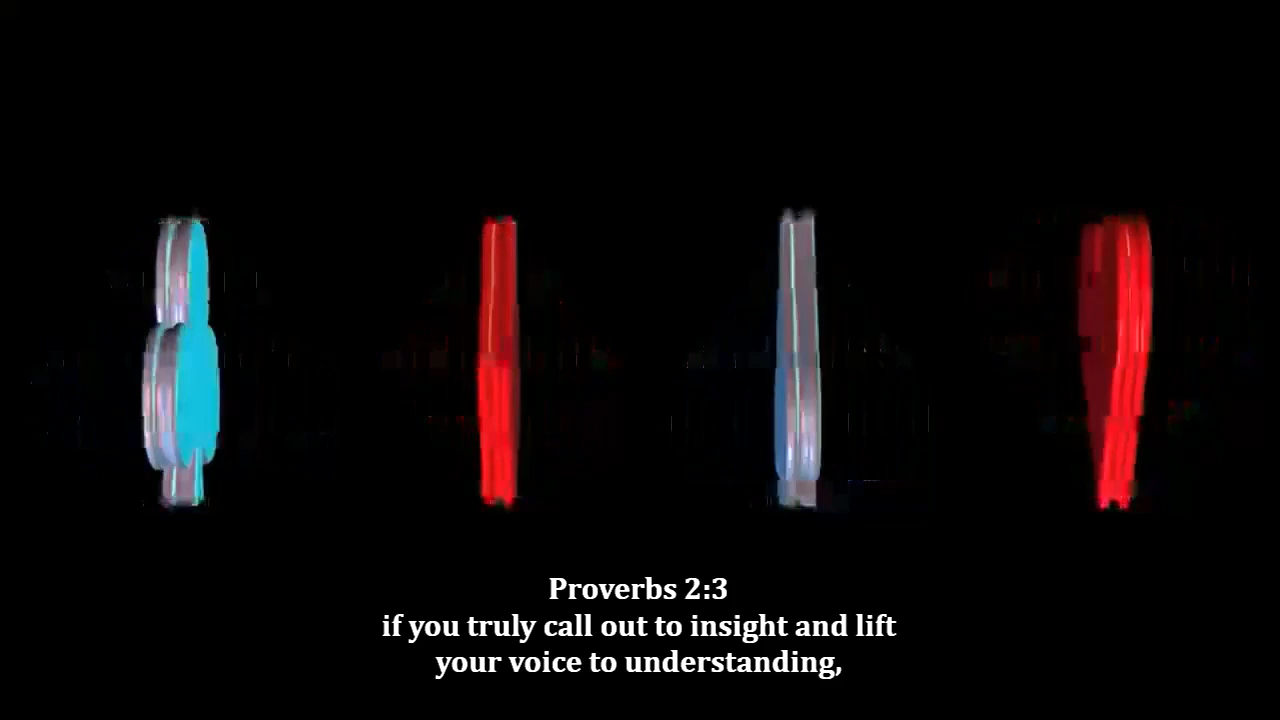 Proverbs 2:3
if you truly call out to insight and lift
your voice to understanding,